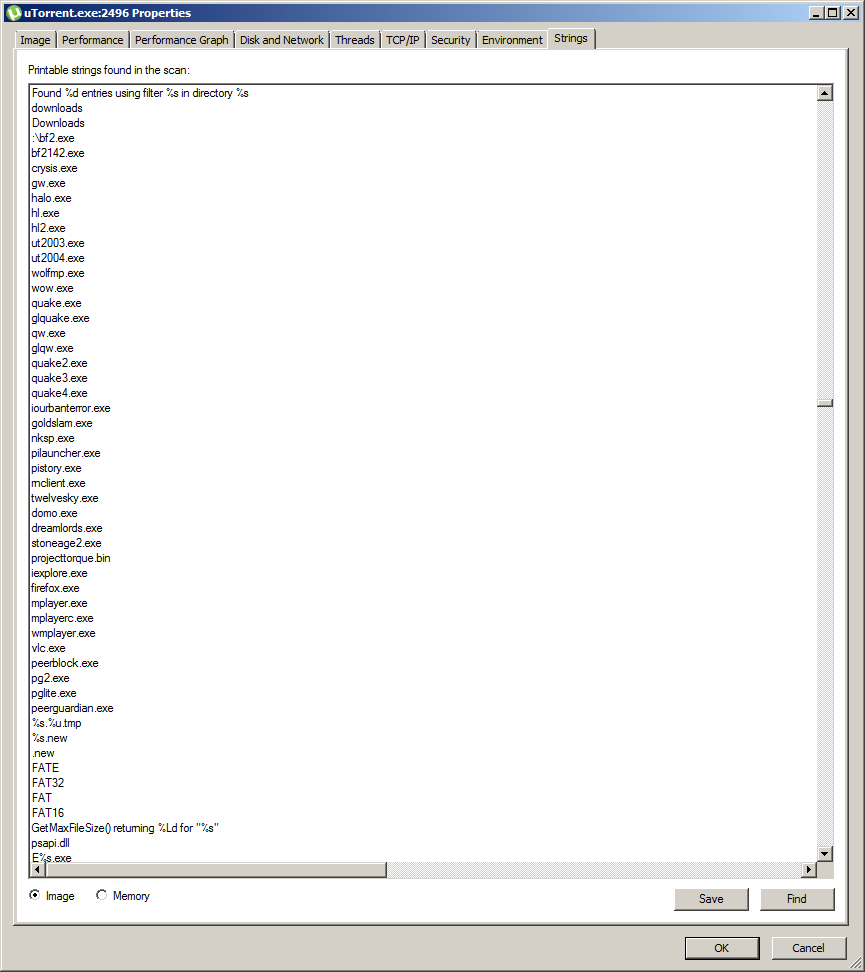 uTorrent.exe:2496 Properties
Image Performance Performance Graph Disk and Network Threads TCP/IP Security Environment Strings
Printable strings found in the scan:
Found %d entries using filter %s in directory %s
downloads
Downloads
:\bf2.exe
bf2142.exe
crysis.exe
gw.exe
halo.exe
hl.exe
hl2.exe
ut2003.exe
ut2004.exe
wolfmp.exe
wow.exe
quake.exe
glquake.exe
qw.exe
glqw.exe
quake2.exe
quake3.exe
quake4.exe
iourbanterror.exe
goldslam.exe
nksp.exe
pilauncher.exe
pistory.exe
mclient.exe
twelvesky.exe
domo.exe
dreamlords.exe
stoneage2.exe
projecttorque.bin
iexplore.exe
firefox.exe
mplayer.exe
mplayerc.exe
wmplayer.exe
vlc.exe
peerblock.exe
pg2.exe
pglite.exe
peerguardian.exe
%s.%u.tmp
%s.new
.new
FATE
FAT32
FAT
FAT16
GetMaxFileSize() returning %Ld for "%s"
psapi.dll
E%s.exe
Image Memory Save Find
OK Cancel